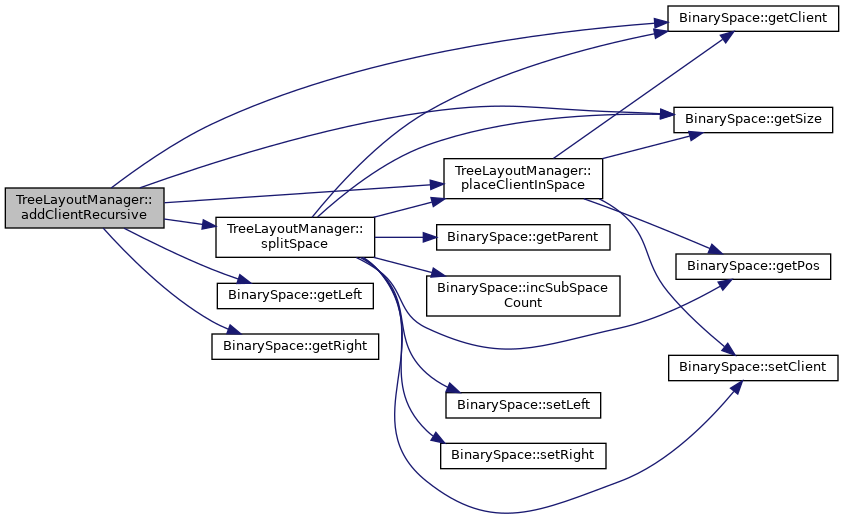 BinarySpace::getClient
BinarySpace::getSize
TreeLayoutManager::
placeClientInSpace
TreeLayoutManager::
addClientRecursive
TreeLayoutManager::
splitSpace
BinarySpace::getParent
BinarySpace::getPos
BinarySpace::getLeft
BinarySpace::incSubSpace
Count
BinarySpace::getRight
BinarySpace::setClient
BinarySpace::setLeft
BinarySpace::setRight